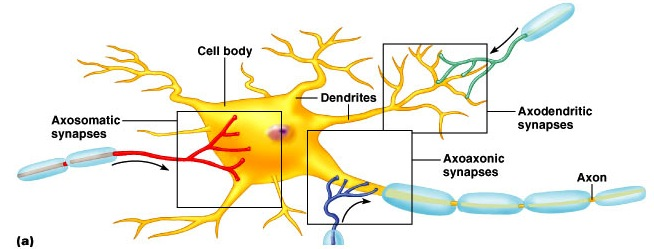 Cell body
Dendrites
Axosomatic
synapses
Axodendritic
synapses
Axoaxonic
synapses
Axon
(a)